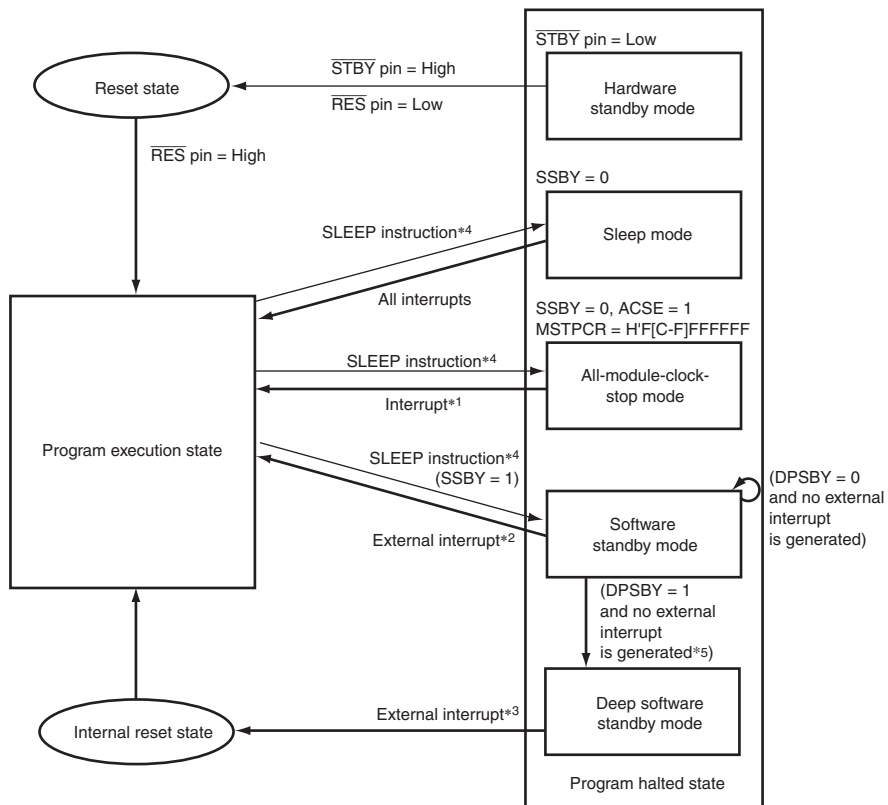 S̅T̅B̅Y̅ pin = Low
Hardware
standby mode
S̅T̅B̅Y̅ pin = High
R̅E̅S̅ pin = Low
Reset state
R̅E̅S̅ pin = High
SSBY = 0
Sleep mode
SLEEP instruction*4
All interrupts
SSBY = 0, ACSE = 1
MSTPCR = H'F[C-F]FFFFFF
All-module-clock-
stop mode
SLEEP instruction*4
Interrupt*1
Program execution state
SLEEP instruction*4
(SSBY = 1)
External interrupt*2
Software
standby mode
(DPSBY = 0
and no external
interrupt
is generated)
(DPSBY = 1
and no external
interrupt
is generated*5)
Deep software
standby mode
External interrupt*3
Internal reset state
Program halted state